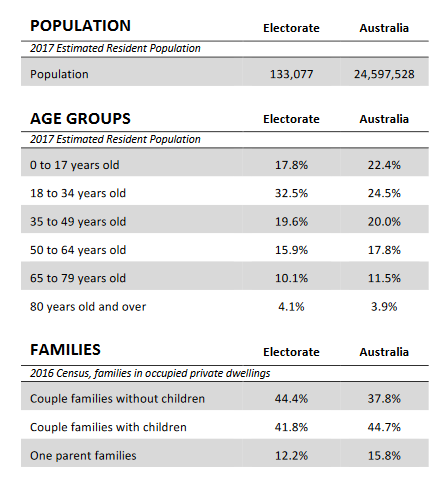 POPULATION Electorate Australia
2017 Estimated Resident Population
Population 133,077 24,597,528
AGE GROUPS Electorate Australia
2017 Estimated Resident Population
0 to 17 years old 17.8% 22.4%
18 to 34 years old 32.5% 24.5%
35 to 49 years old 19.6% 20.0%
50 to 64 years old 15.9% 17.8%
65 to 79 years old 10.1% 11.5%
80 years old and over 4.1% 3.9%
FAMILIES Electorate Australia
2016 Census, families in occupied private dwellings
Couple families without children 44.4% 37.8%
Couple families with children 41.8% 44.7%
One parent families 12.2% 15.8%